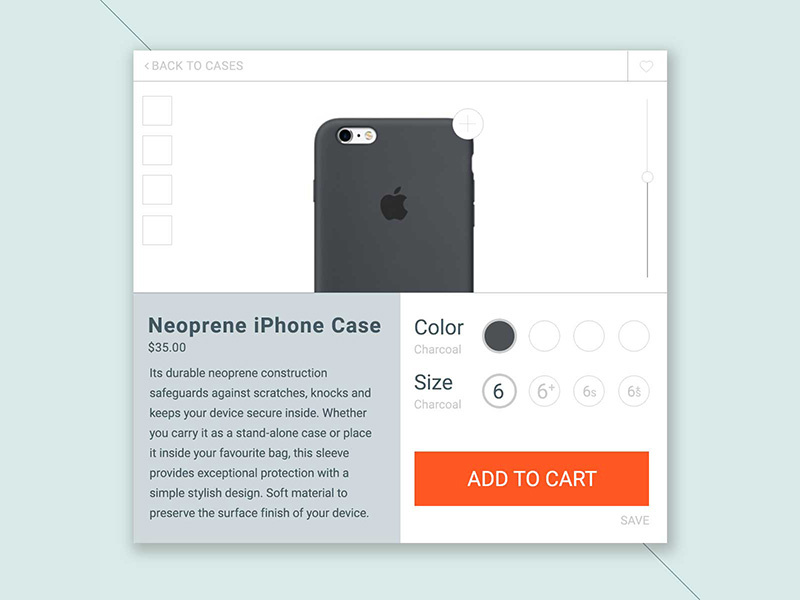 < BACK TO CASES
Neoprene iPhone Case
$35.00
Its durable neoprene construction
safeguards against scratches, knocks and
keeps your device secure inside. Whether
you carry it as a stand-alone case or place
it inside your favourite bag, this sleeve
provides exceptional protection with a
simple stylish design. Soft material to
preserve the surface finish of your device.
Color
Charcoal
Size
Charcoal
6 6+ 6s 6s+
ADD TO CART
SAVE